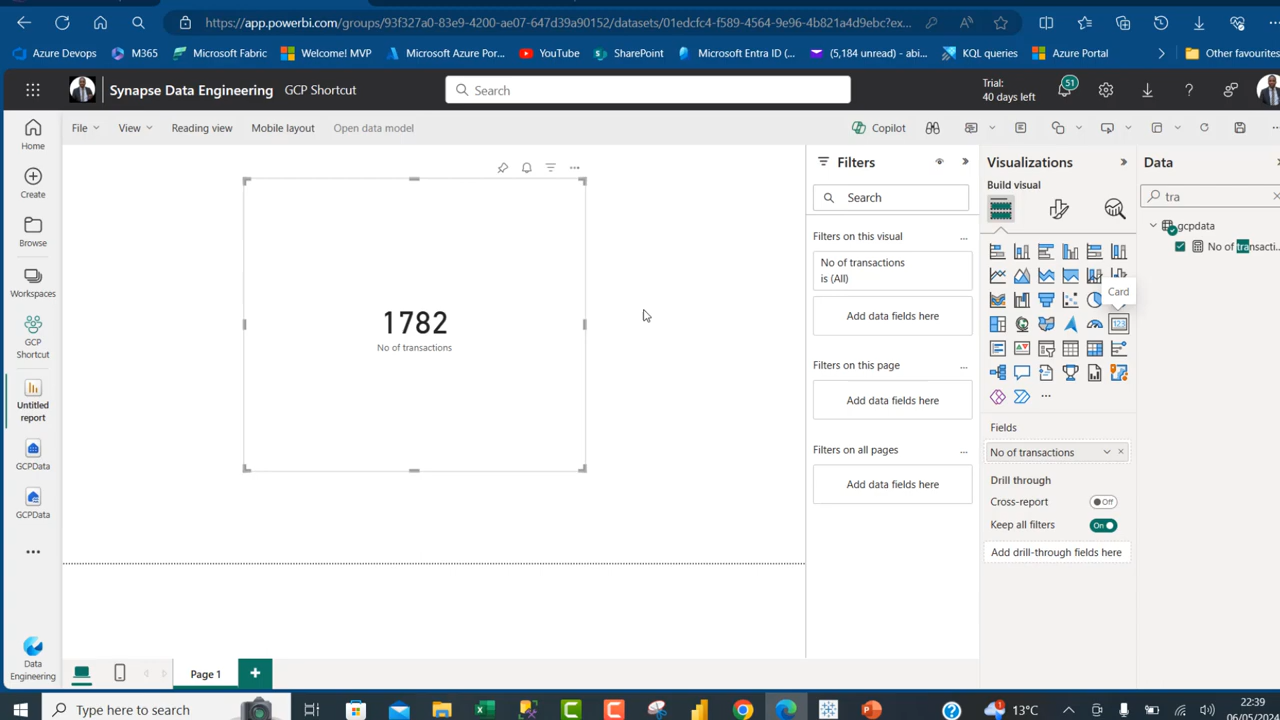 https://app.powerbi.com/groups/93f327a0-83e9-4200-ae07-647d39a90152/datasets/01edcfc4-f589-4564-9e96-4b821a4d9ebc?ex...
Azure Devops
M365
Microsoft Fabric
Welcome! MVP
Microsoft Azure Por...
YouTube
SharePoint
Microsoft Entra ID (...
(5,184 unread) - abi...
KQL queries
Azure Portal
Other favourites
Synapse Data Engineering
GCP Shortcut
Search
Trial:
40 days left
51
File
View
Reading view
Mobile layout
Open data model
Copilot
Home
Create
Browse
Workspaces
GCP
Shortcut
Untitled
report
GCPData
GCPData
Data
Engineering
1782
No of transactions
Filters
Search
Filters on this visual
...
No of transactions
is (All)
Add data fields here
Filters on this page
...
Add data fields here
Filters on all pages
...
Add data fields here
Visualizations
Build visual
Card
123
Fields
No of transactions
Drill through
Cross-report
Off
Keep all filters
On
Add drill-through fields here
Data
tra
gcpdata
No of transacti...
Page 1
Type here to search
1
13°C
22:39
06/05/20